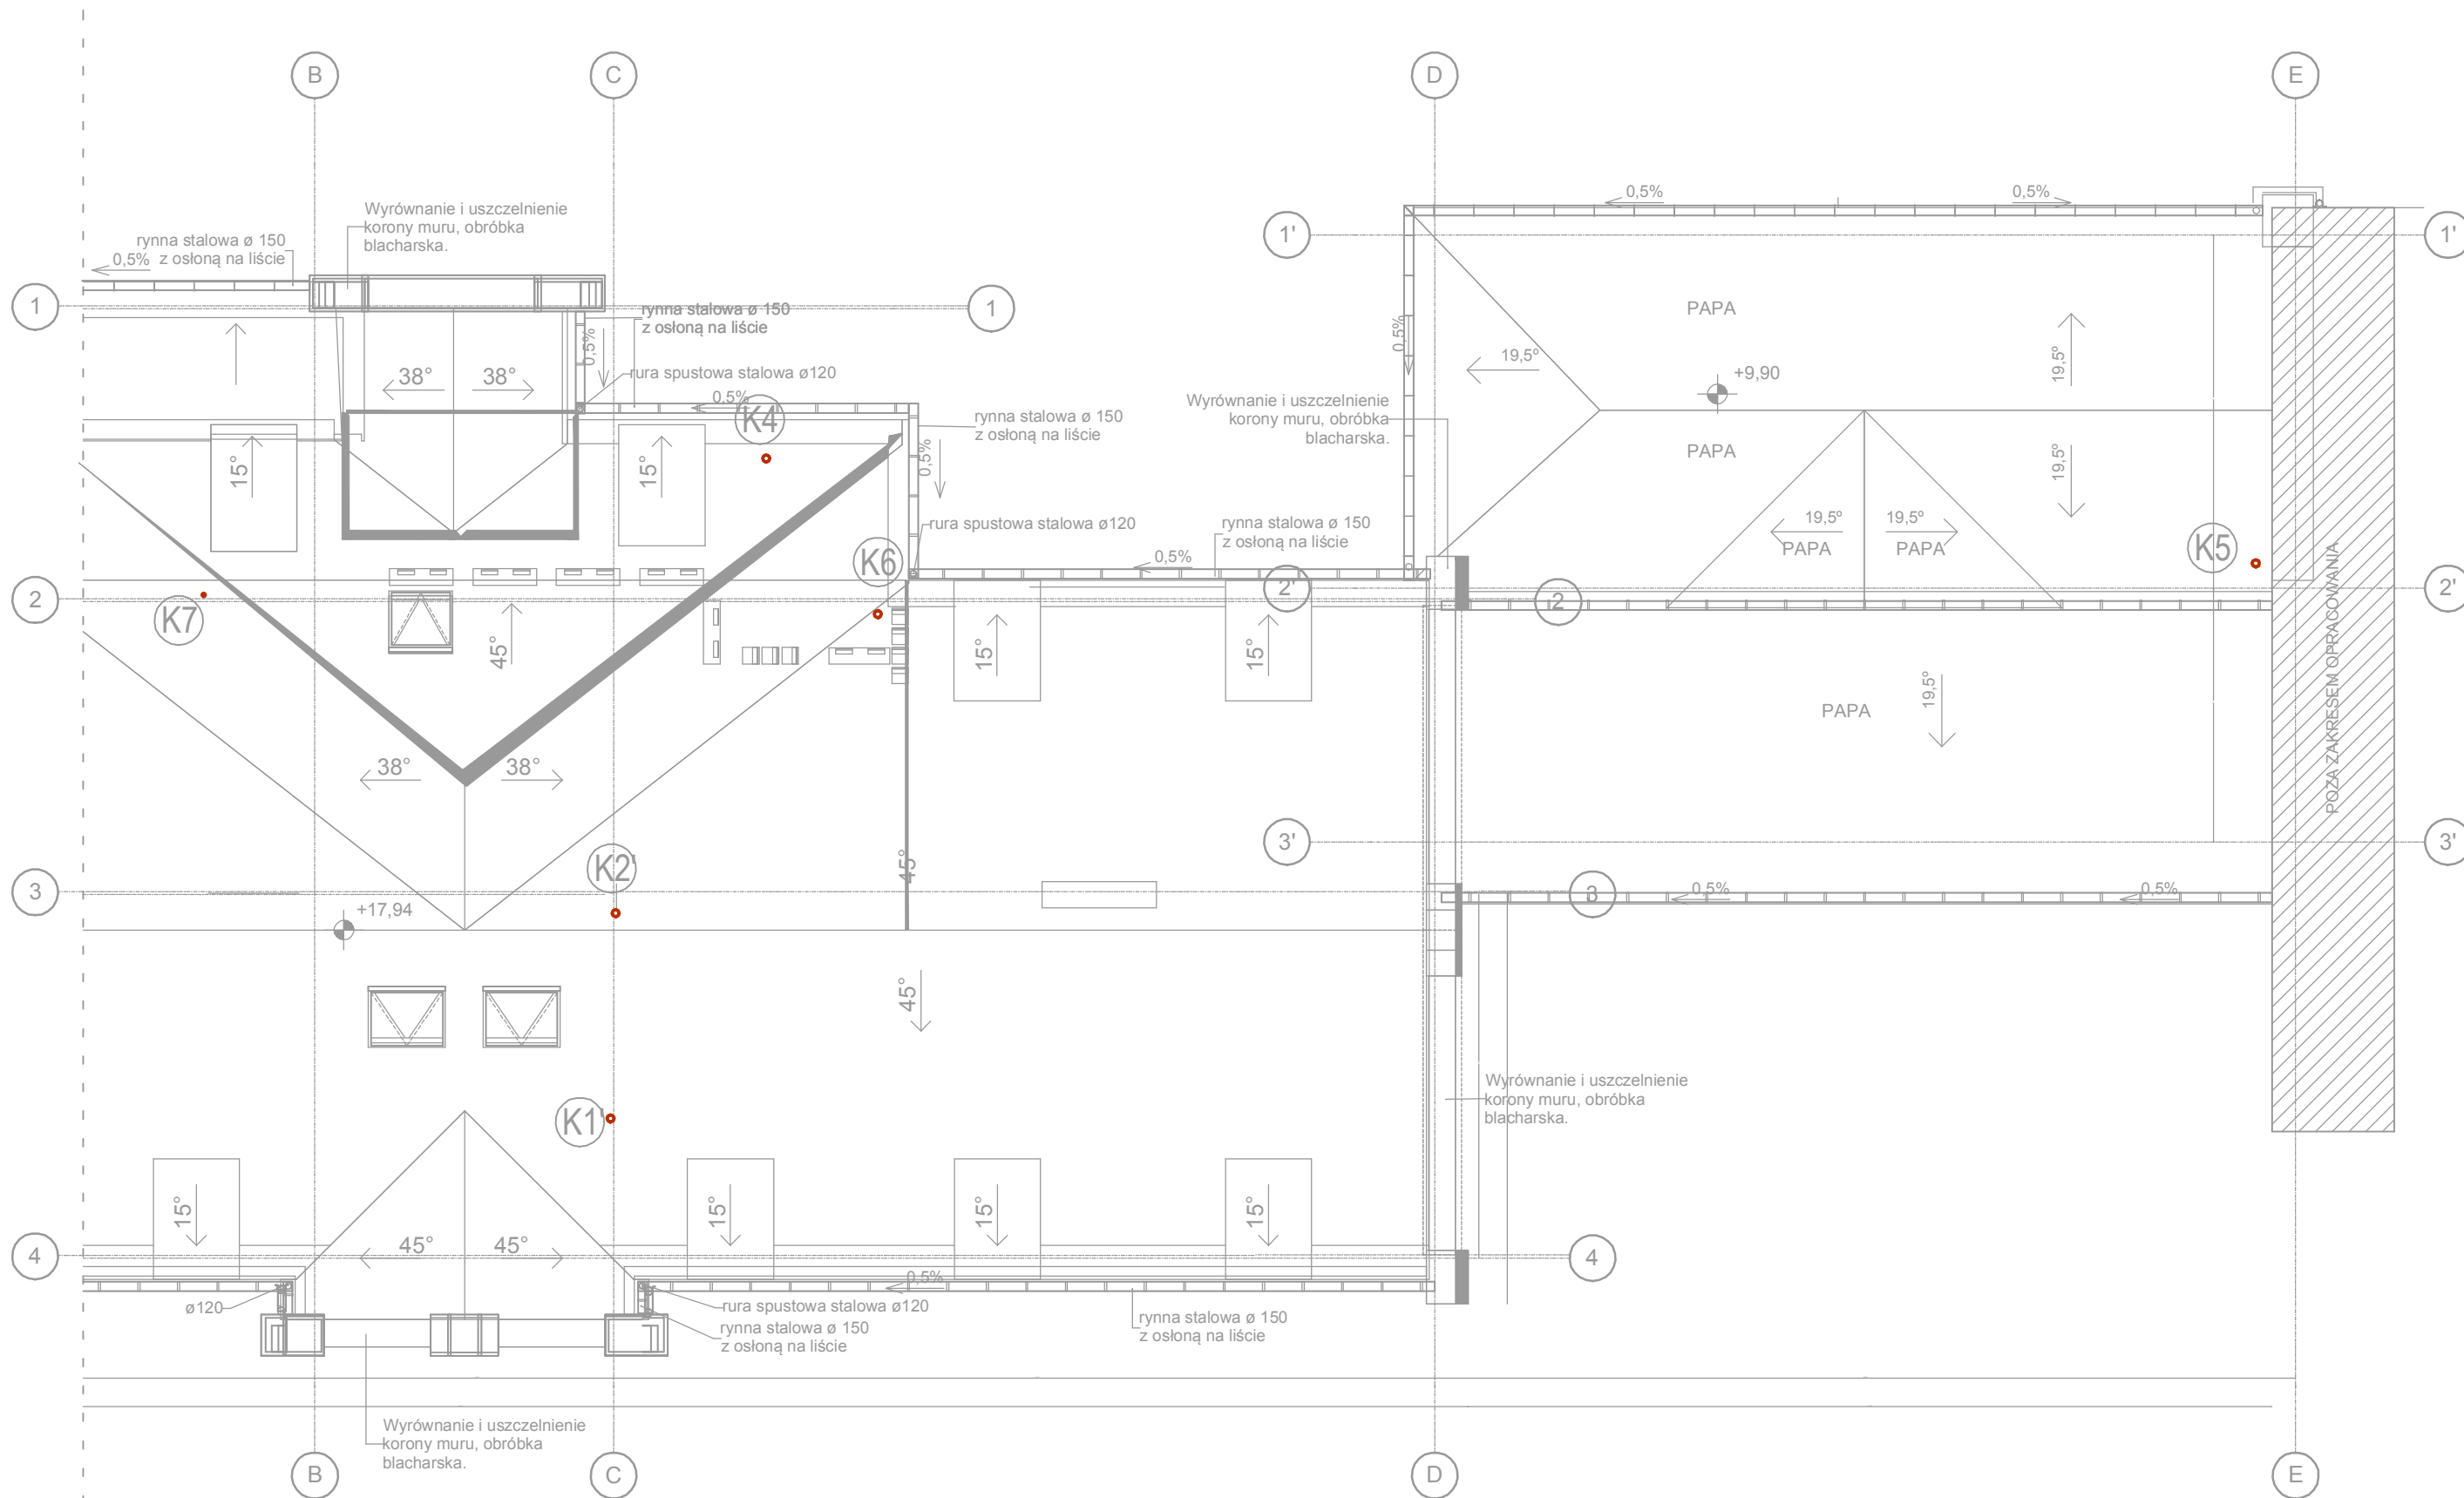 B
C
D
E
Wyrównanie i uszczelnienie
korony muru, obróbka
blacharska.
rynna stalowa ø 150
z osłoną na liście
0,5%
0,5%
0,5%
1'
1'
1
1
rynna stalowa ø 150
z osłoną na liście
0,5%
38°
38°
rura spustowa stalowa ø120
0,5%
K4
rynna stalowa ø 150
z osłoną na liście
0,5%
Wyrównanie i uszczelnienie
korony muru, obróbka
blacharska.
0,5%
19,5°
PAPA
+9,90
19,5°
PAPA
19,5°
15°
15°
K6
rura spustowa stalowa ø120
rynna stalowa ø 150
z osłoną na liście
0,5%
19,5°
19,5°
PAPA
PAPA
K5
2
2'
2
2'
K7
45°
15°
15°
PAPA
19,5°
POZA ZAKRESEM OPRACOWANIA
38°
38°
3'
3'
K2'
45°
3
3
0,5%
0,5%
+17,94
45°
K1'
Wyrównanie i uszczelnienie
korony muru, obróbka
blacharska.
15°
15°
15°
15°
4
45°
45°
4
0,5%
ø120
rura spustowa stalowa ø120
rynna stalowa ø 150
z osłoną na liście
rynna stalowa ø 150
z osłoną na liście
Wyrównanie i uszczelnienie
korony muru, obróbka
blacharska.
B
C
D
E